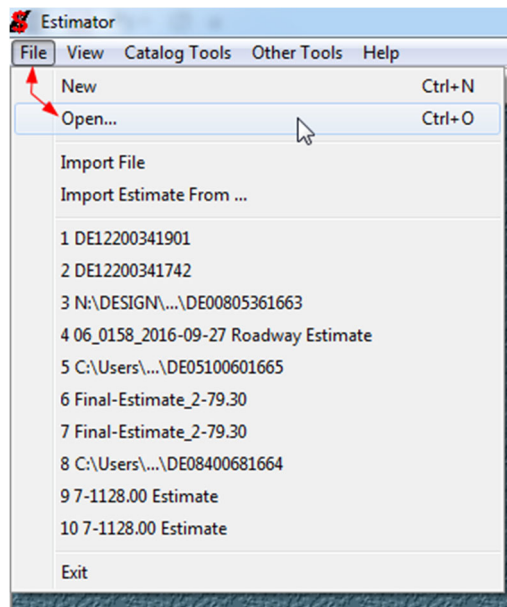 Estimator
File View Catalog Tools Other Tools Help
New Ctrl+N
Open... Ctrl+O
Import File
Import Estimate From ...
1 DE12200341901
2 DE12200341742
3 N:\DESIGN\...\DE00805361663
4 06_0158_2016-09-27 Roadway Estimate
5 C:\Users\...\DE05100601665
6 Final-Estimate_2-79.30
7 Final-Estimate_2-79.30
8 C:\Users\...\DE08400681664
9 7-1128.00 Estimate
10 7-1128.00 Estimate
Exit